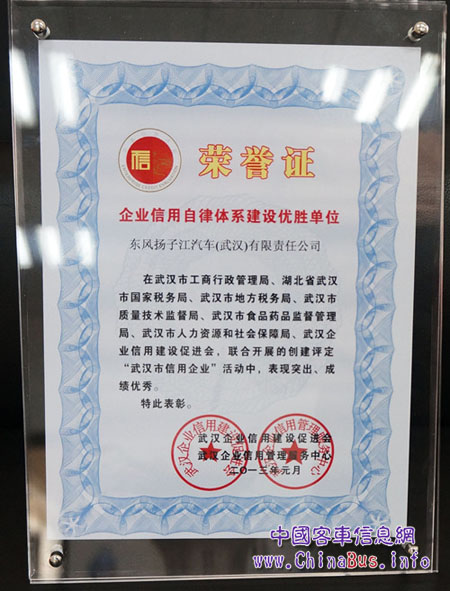 信
荣誉证
企业信用自律体系建设优胜单位
东风扬子江汽车(武汉)有限责任公司
在武汉市工商行政管理局、湖北省武汉
市国家税务局、武汉市地方税务局、武汉市
质量技术监督局、武汉市食品药品监督管理
局、武汉市人力资源和社会保障局、武汉企
业信用建设促进会，联合开展的创建评定
“武汉市信用企业”活动中，表现突出、成
绩优秀。
特此表彰。
武汉企业信用建设促进会
武汉企业信用管理服务中心
二〇一三年元月
中國客車信息網
www.ChinaBus.info